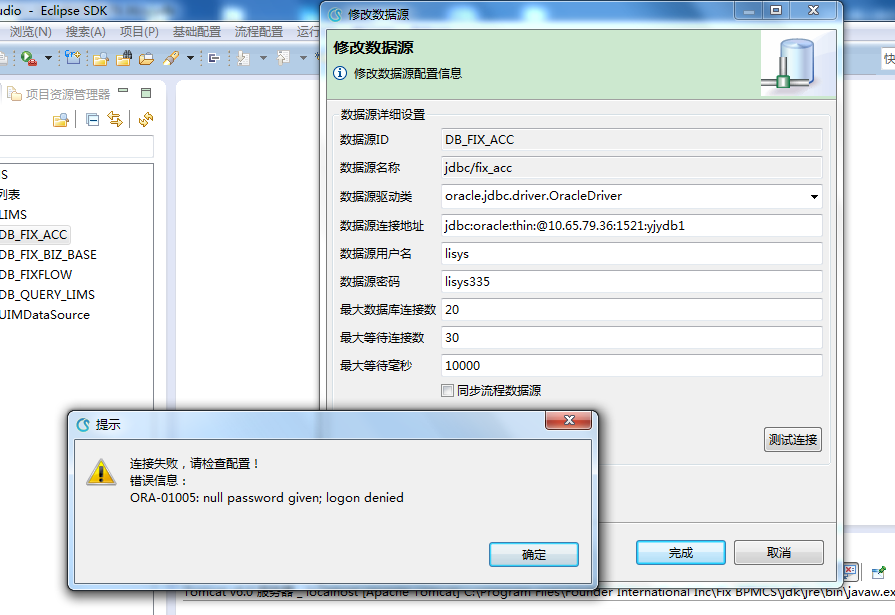 udio - Eclipse SDK
浏览(N) 搜索(A) 项目(P) 基础配置 流程配置 运行
快
项目资源管理器
S
列表
LIMS
DB_FIX_ACC
DB_FIX_BIZ_BASE
DB_FIXFLOW
DB_QUERY_LIMS
UIMDataSource
修改数据源
修改数据源
修改数据源配置信息
数据源详细设置
数据源ID DB_FIX_ACC
数据源名称 jdbc/fix_acc
数据源驱动类 oracle.jdbc.driver.OracleDriver
数据源连接地址 jdbc:oracle:thin:@10.65.79.36:1521:yjydb1
数据源用户名 lisys
数据源密码 lisys335
最大数据库连接数 20
最大等待连接数 30
最大等待毫秒 10000
同步流程数据源
测试连接
完成 取消
提示
连接失败，请检查配置！
错误信息：
ORA-01005: null password given; logon denied
确定
Tomcat v6.0 服务器 _ localhost [Apache Tomcat] C:\Program Files\Founder International Inc\Fix BPMCS\jdk\jre\bin\javaw.ex